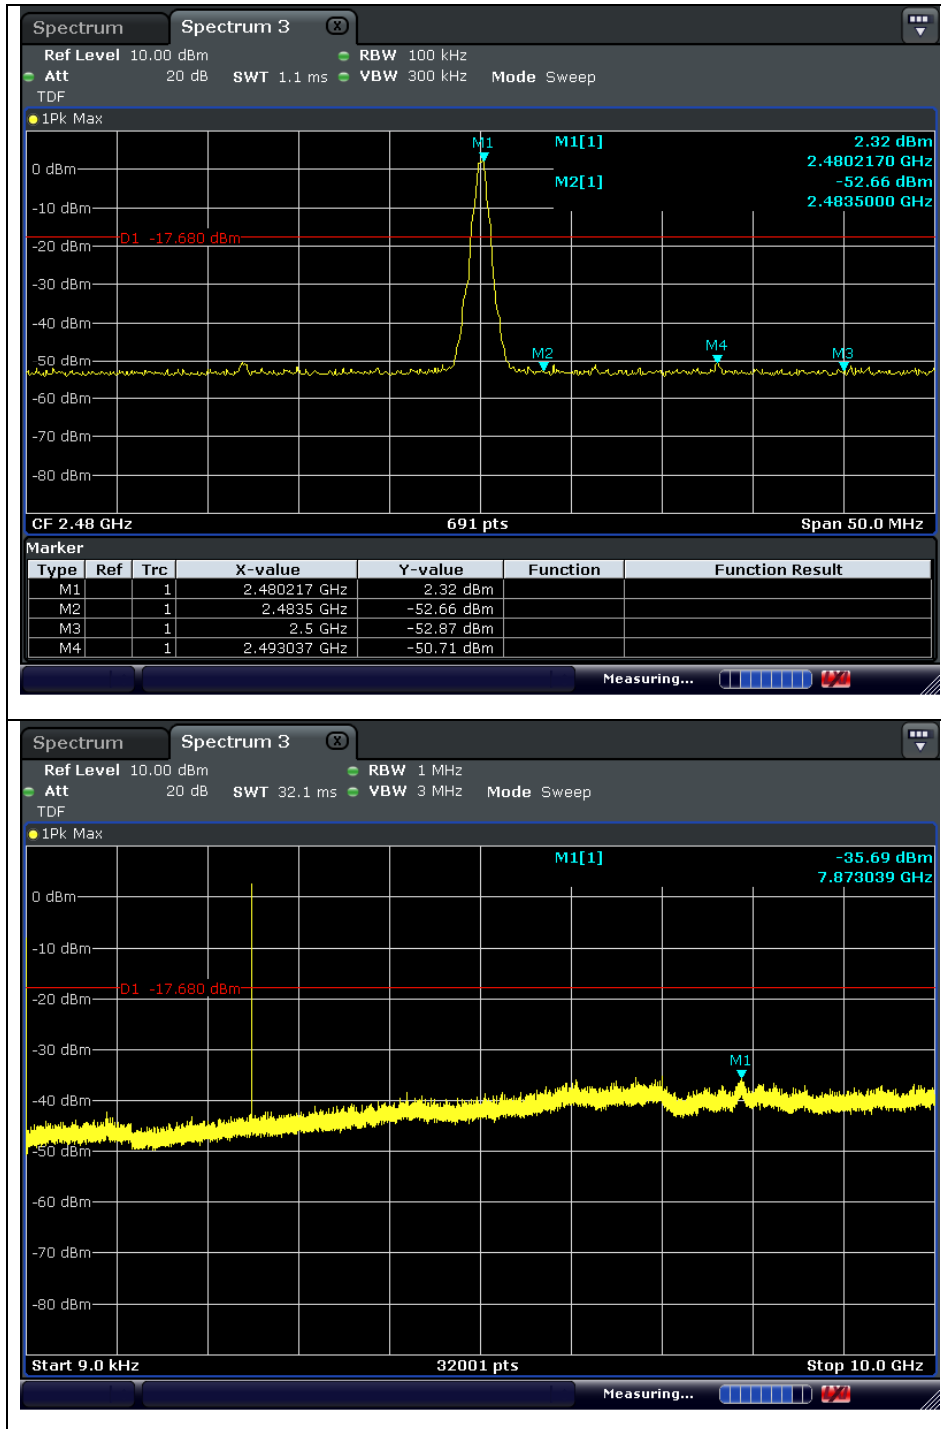 Spectrum Spectrum 3 X
Ref Level 10.00 dBm RBW 100 kHz
Att 20 dB SWT 1.1 ms VBW 300 kHz Mode Sweep
TDF
1Pk Max
M1 M1[1] 2.32 dBm
2.4802170 GHz
0 dBm
M2[1] -52.66 dBm
2.4835000 GHz
-10 dBm
D1 -17.680 dBm
-20 dBm
-30 dBm
-40 dBm
M2 M4 M3
-50 dBm
-60 dBm
-70 dBm
-80 dBm
CF 2.48 GHz 691 pts Span 50.0 MHz
Marker
Type Ref Trc X-value Y-value Function Function Result
M1 1 2.480217 GHz 2.32 dBm
M2 1 2.4835 GHz -52.66 dBm
M3 1 2.5 GHz -52.87 dBm
M4 1 2.493037 GHz -50.71 dBm
Measuring...
Spectrum Spectrum 3 X
Ref Level 10.00 dBm RBW 1 MHz
Att 20 dB SWT 32.1 ms VBW 3 MHz Mode Sweep
TDF
1Pk Max
M1[1] -35.69 dBm
7.873039 GHz
0 dBm
-10 dBm
D1 -17.680 dBm
-20 dBm
-30 dBm
M1
-40 dBm
-50 dBm
-60 dBm
-70 dBm
-80 dBm
Start 9.0 kHz 32001 pts Stop 10.0 GHz
Measuring...